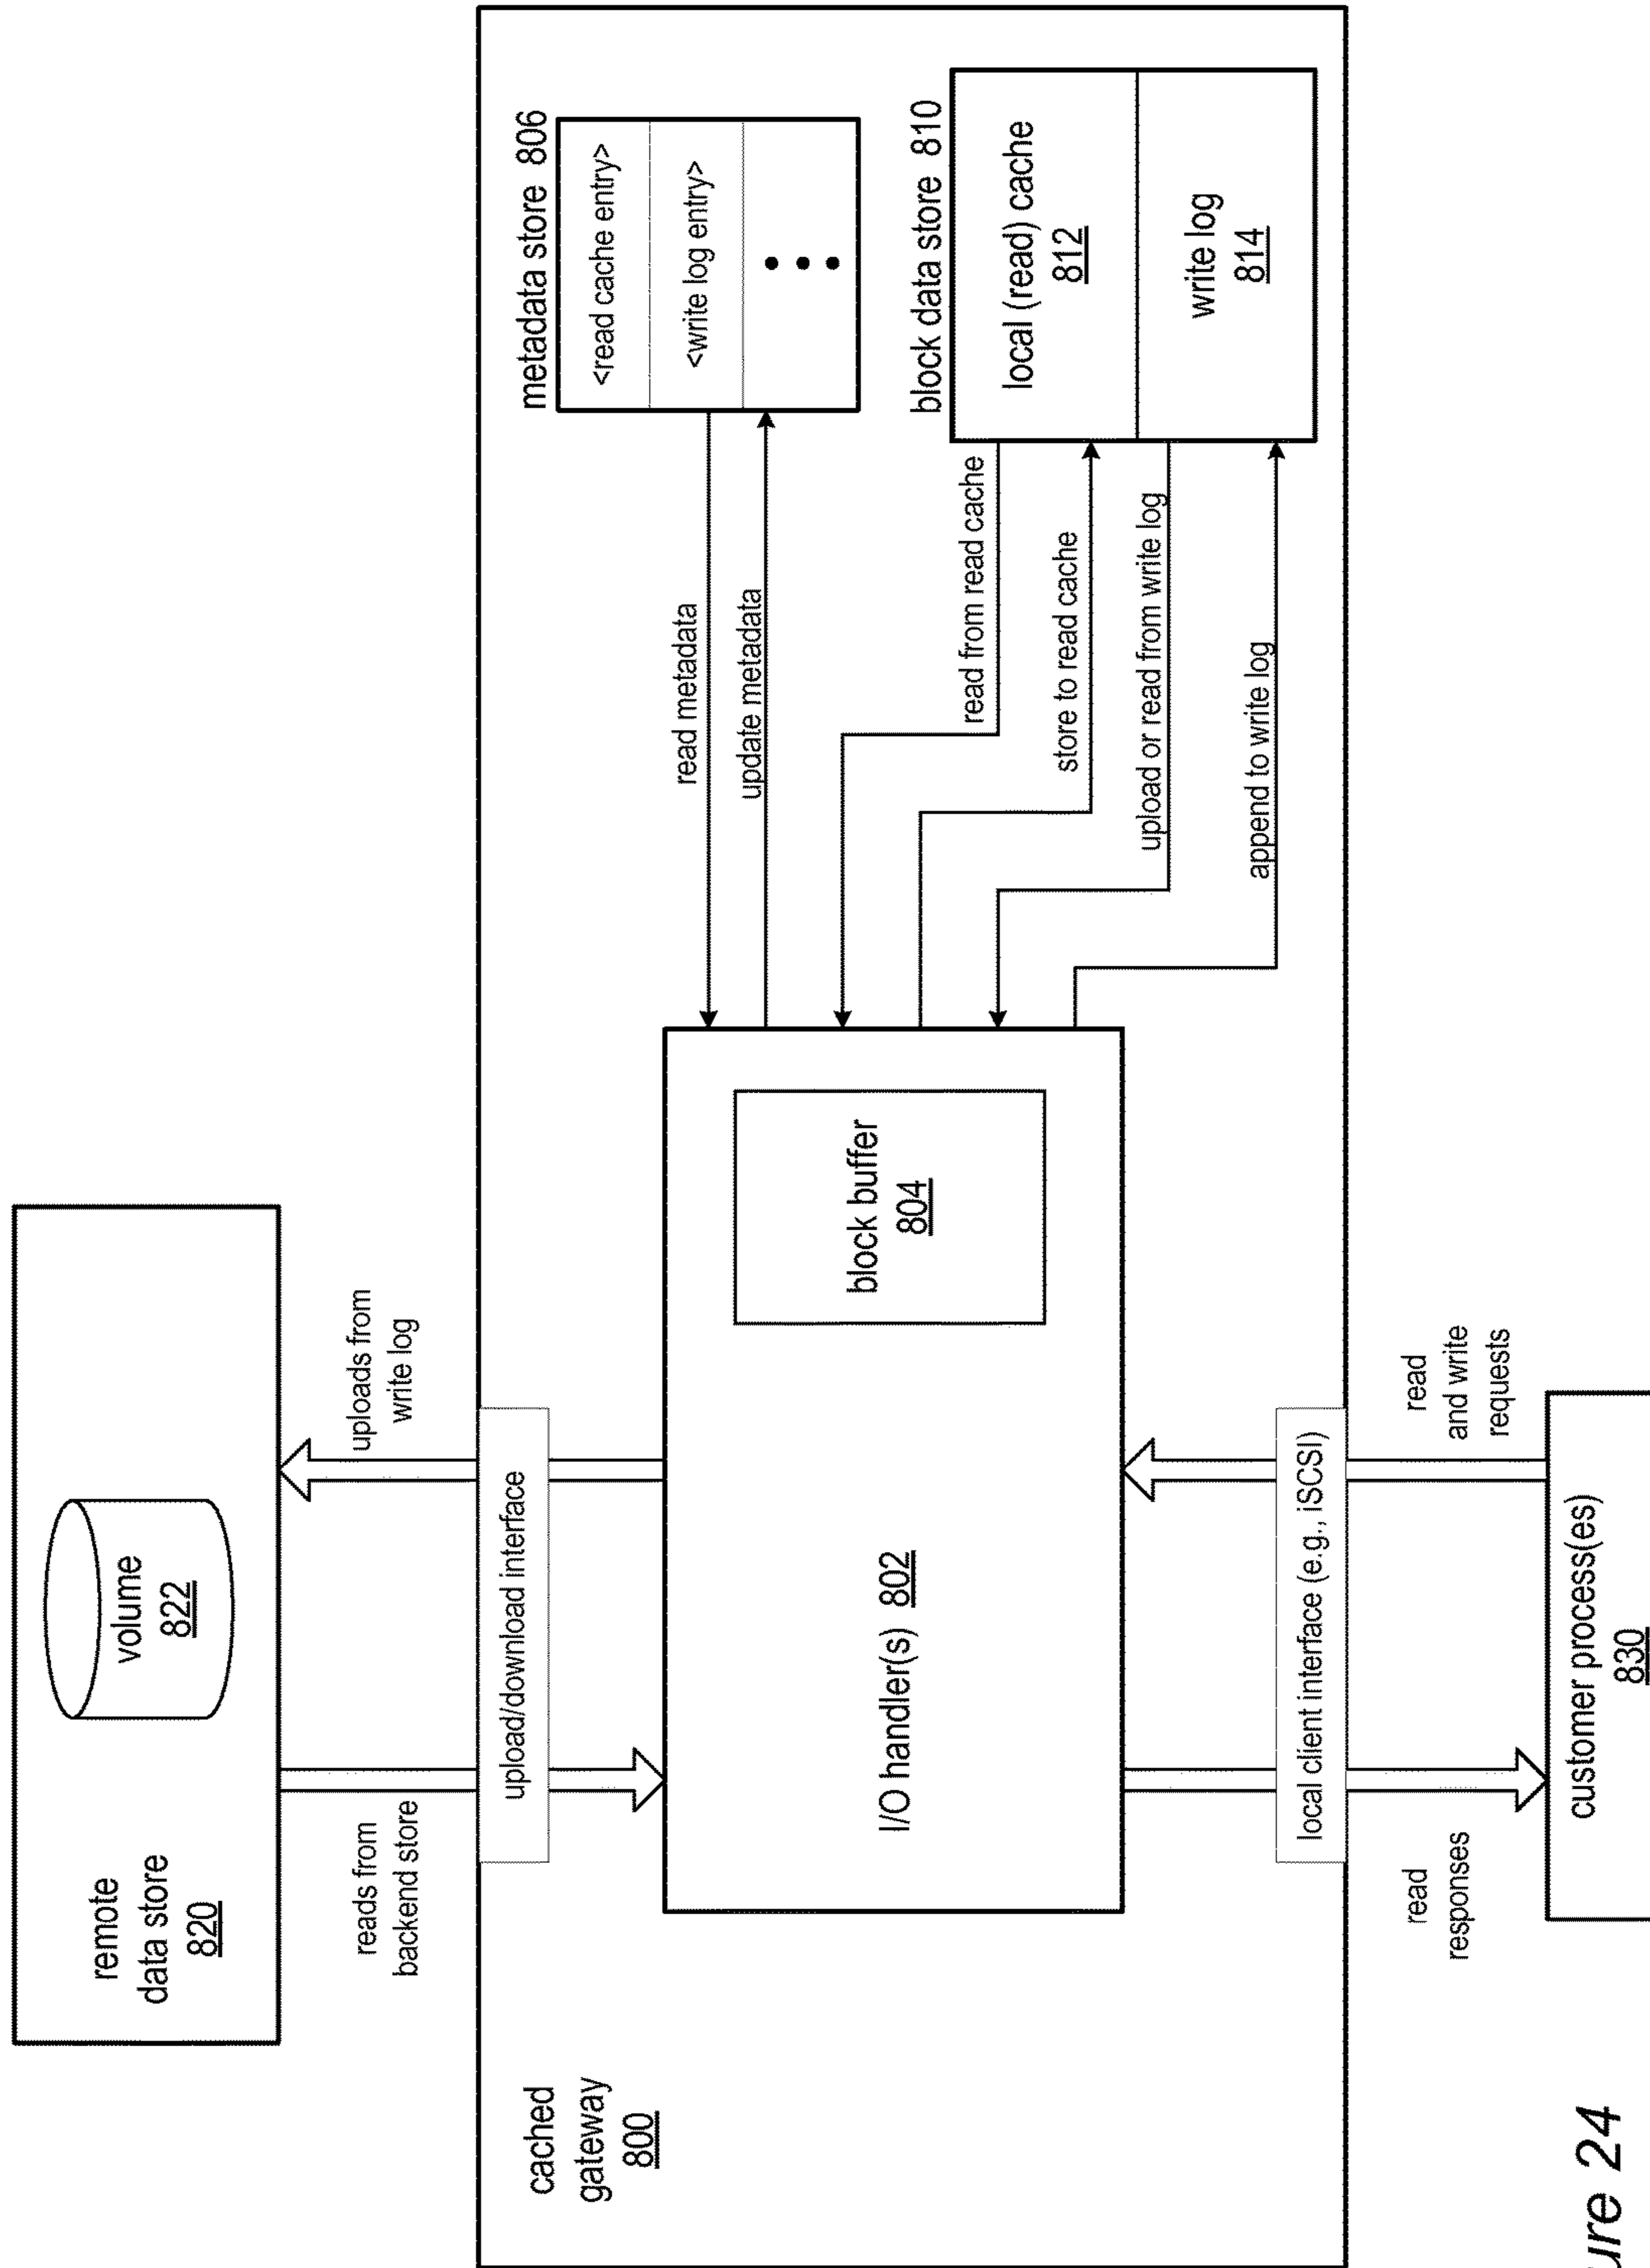 remote
data store
820
volume
822
reads from
backend store
uploads from
write log
cached
gateway
800
upload/download interface
I/O handler(s) 802
block buffer
804
local client interface (e.g., iSCSI)
read
responses
read
and write
requests
customer process(es)
830
read metadata
update metadata
metadata store 806
<read cache entry>
<write log entry>
read from read cache
store to read cache
upload or read from write log
append to write log
block data store 810
local (read) cache
812
write log
814
ure 24